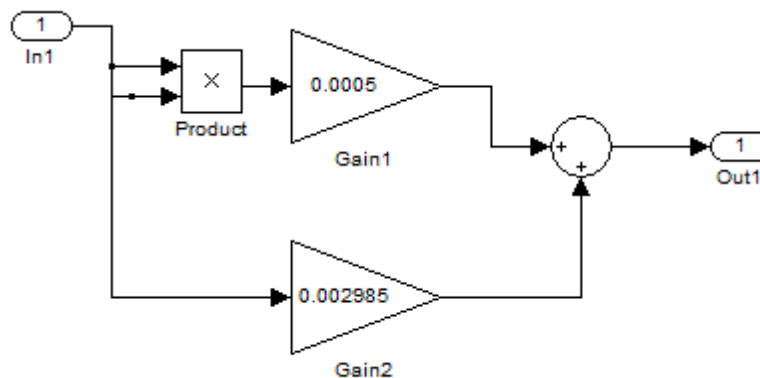 1
In1
×
Product
0.0005
Gain1
+
+
1
Out1
0.002985
Gain2